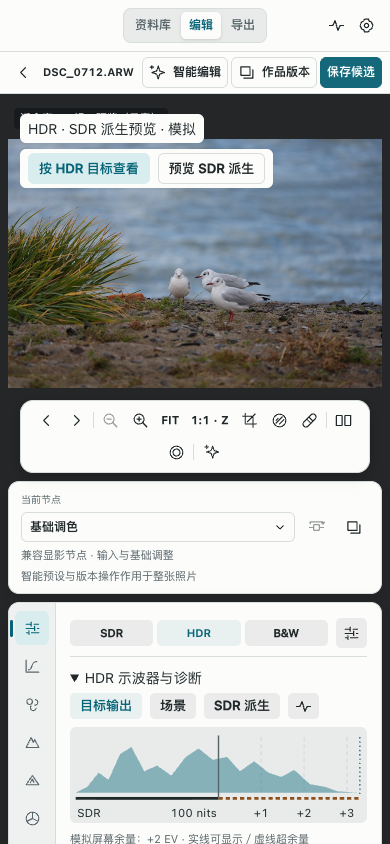 资料库 编辑 导出
DSC_0712.ARW 智能编辑 作品版本 保存候选
HDR · SDR 派生预览 · 模拟
按 HDR 目标查看 预览 SDR 派生
FIT 1:1 · Z
当前节点
基础调色
兼容显影节点 · 输入与基础调整
智能预设与版本操作作用于整张照片
SDR HDR B&W
▼ HDR 示波器与诊断
目标输出 场景 SDR 派生
SDR 100 nits +1 +2 +3
模拟屏幕余量：+2 EV · 实线可显示 / 虚线超余量